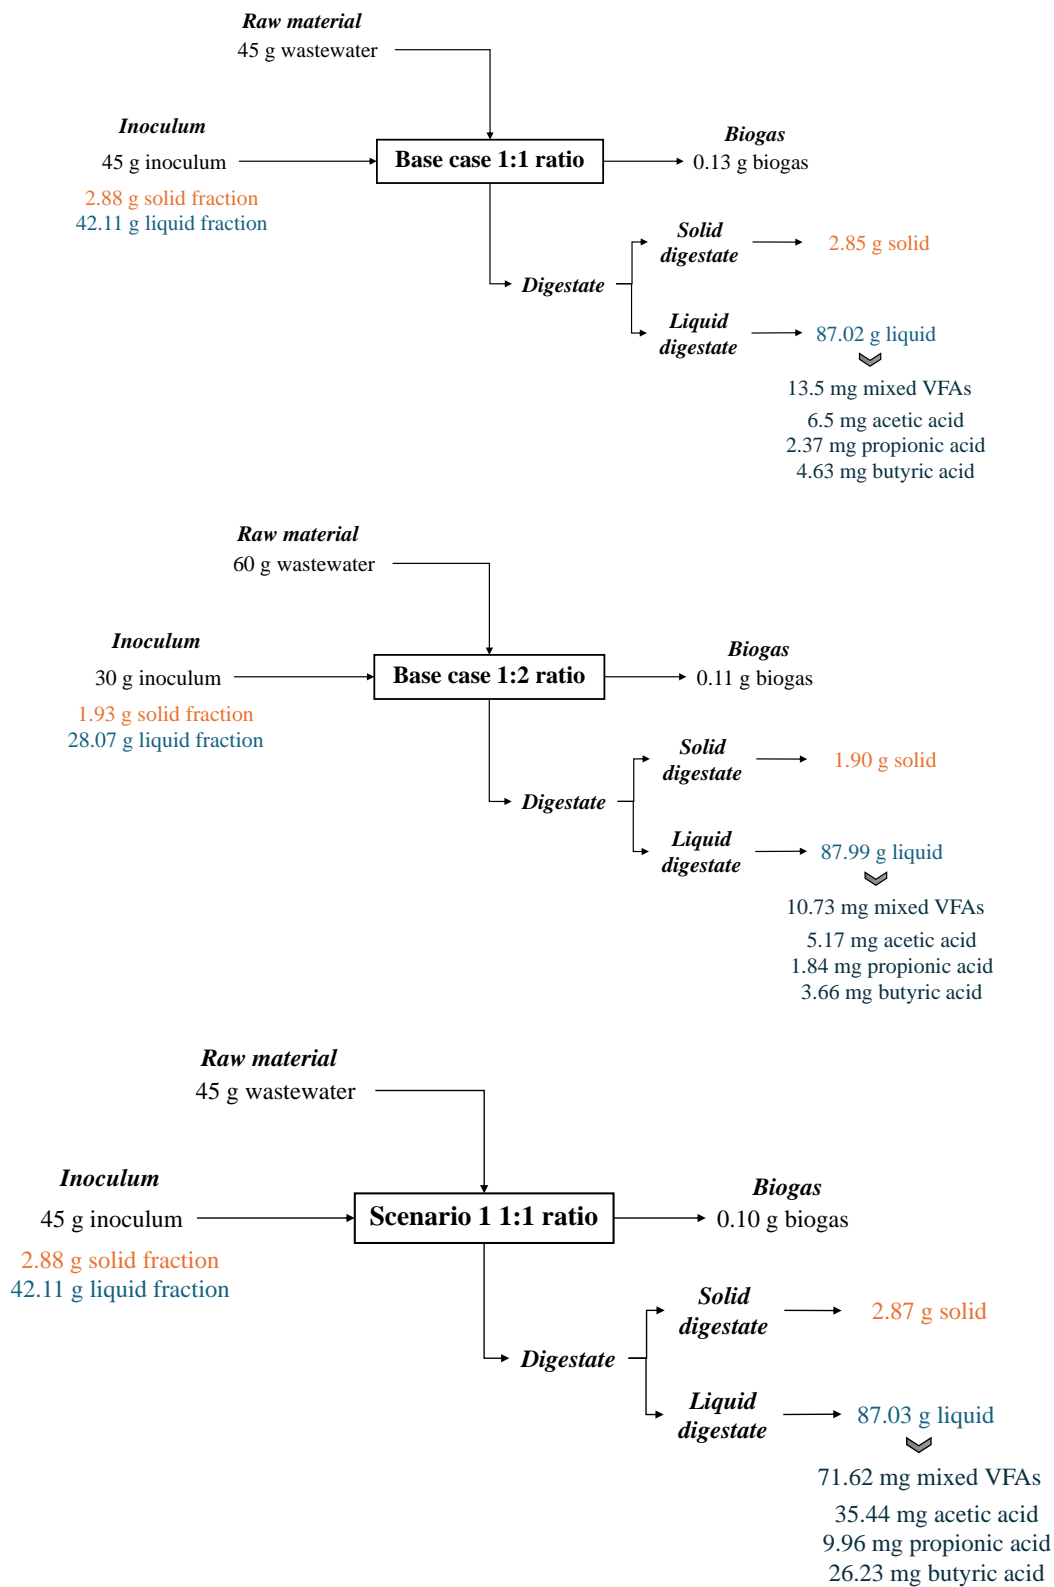 Raw material
45 g wastewater
Inoculum
45 g inoculum
2.88 g solid fraction
42.11 g liquid fraction
Base case 1:1 ratio
Biogas
0.13 g biogas
Digestate
Solid
digestate
2.85 g solid
Liquid
digestate
87.02 g liquid
13.5 mg mixed VFAs
6.5 mg acetic acid
2.37 mg propionic acid
4.63 mg butyric acid
Raw material
60 g wastewater
Inoculum
30 g inoculum
1.93 g solid fraction
28.07 g liquid fraction
Base case 1:2 ratio
Biogas
0.11 g biogas
Digestate
Solid
digestate
1.90 g solid
Liquid
digestate
87.99 g liquid
10.73 mg mixed VFAs
5.17 mg acetic acid
1.84 mg propionic acid
3.66 mg butyric acid
Raw material
45 g wastewater
Inoculum
45 g inoculum
2.88 g solid fraction
42.11 g liquid fraction
Scenario 1 1:1 ratio
Biogas
0.10 g biogas
Digestate
Solid
digestate
2.87 g solid
Liquid
digestate
87.03 g liquid
71.62 mg mixed VFAs
35.44 mg acetic acid
9.96 mg propionic acid
26.23 mg butyric acid